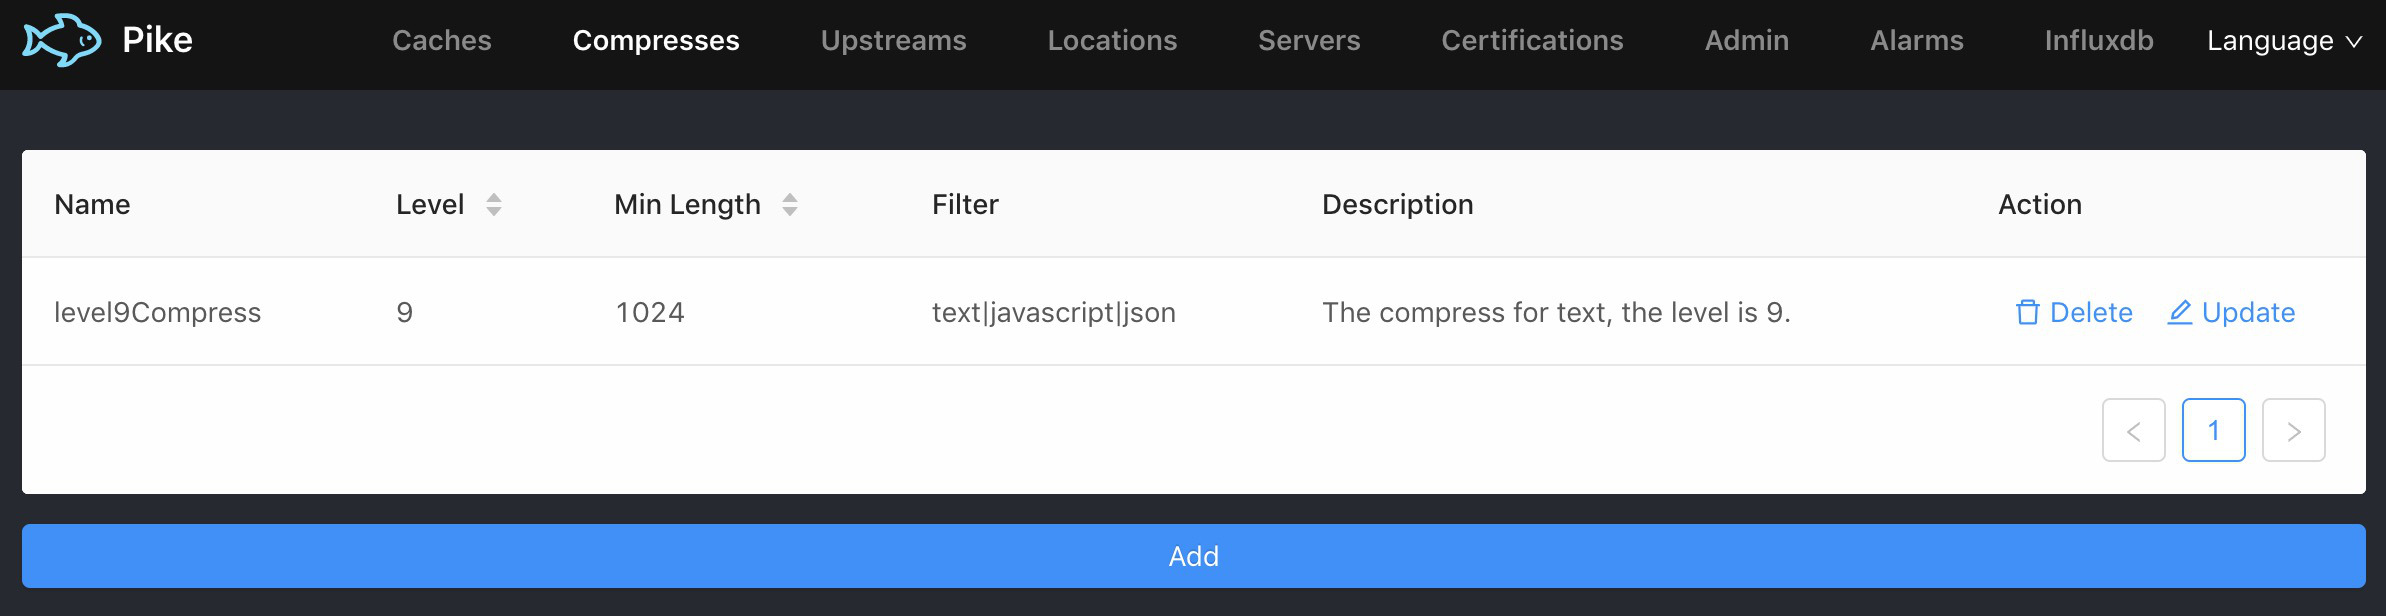 Pike Caches Compresses Upstreams Locations Servers Certifications Admin Alarms Influxdb Language
Name Level Min Length Filter Description Action
level9Compress 9 1024 text|javascript|json The compress for text, the level is 9. Delete Update
< 1 >
Add